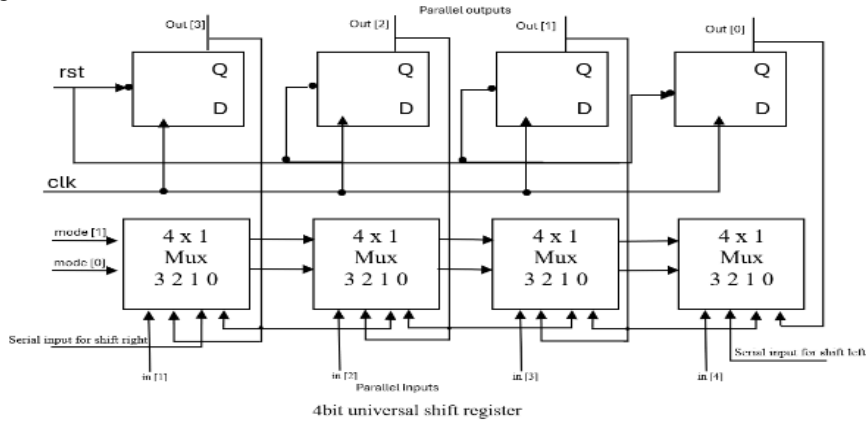 Parallel outputs
Out [3]
Out [2]
Out [1]
Out [0]
rst
Q
D
Q
D
Q
D
Q
D
clk
mode [1]
mode [0]
4 x 1
Mux
3 2 1 0
4 x 1
Mux
3 2 1 0
4 x 1
Mux
3 2 1 0
4 x 1
Mux
3 2 1 0
Serial input for shift right
Serial input for shift left
in [1]
in [2]
in [3]
in [4]
Parallel Inputs
4bit universal shift register